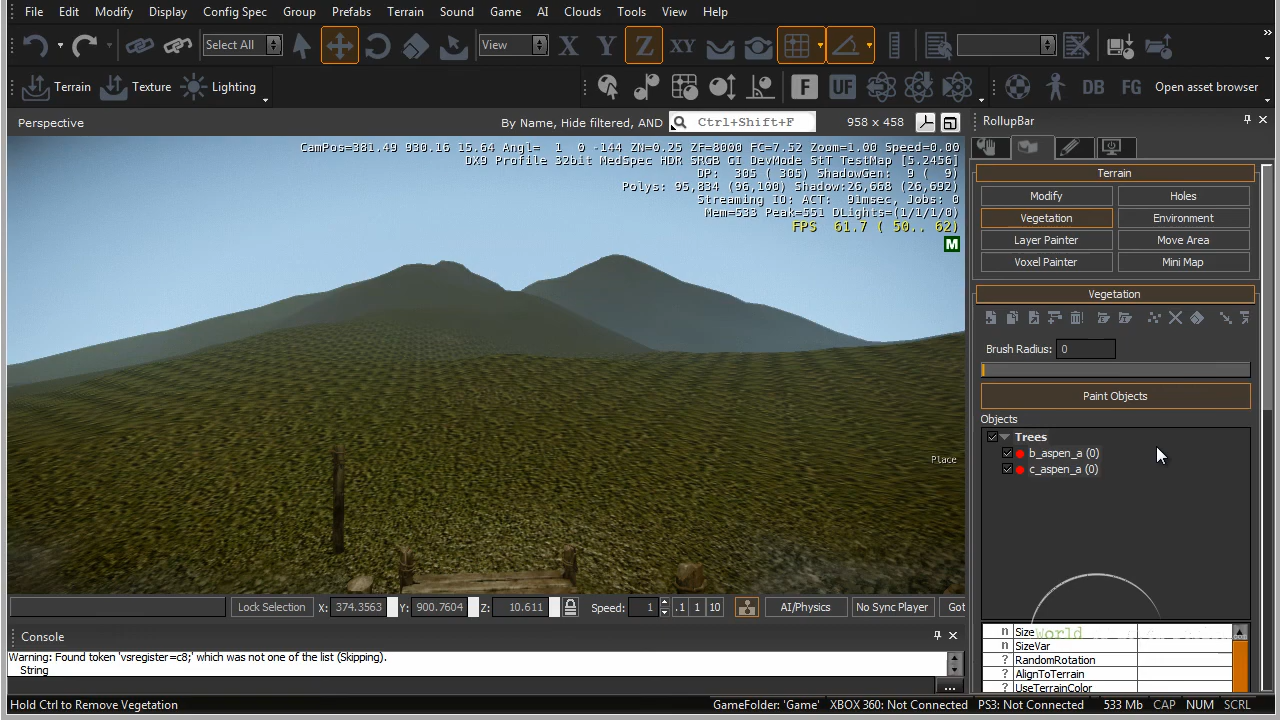 File Edit Modify Display Config Spec Group Prefabs Terrain Sound Game AI Clouds Tools View Help
Select All View X Y Z XY »
Terrain Texture Lighting F UF DB FG Open asset browser
Perspective By Name, Hide filtered, AND Ctrl+Shift+F 958 x 458
RollupBar
CamPos=381.49 930.16 15.64 Angl= 1 0 -144 ZN=0.25 ZF=8000 FC=7.52 Zoom=1.00 Speed=0.00
DX9 Profile 32bit MedSpec HDR SRGB GI DevMode StT TestMap [5.2456]
DP: 305 ( 305) ShadowGen: 9 ( 9)
Polys: 95,834 (96,100) Shadow:26,668 (26,692)
Streaming IO: ACT: 91msec, Jobs: 0
Mem=533 Peak=551 DLights=(1/1/1/0)
FPS 61.7 ( 50.. 62)
M
Terrain
Modify Holes
Vegetation Environment
Layer Painter Move Area
Voxel Painter Mini Map
Vegetation
Brush Radius: 0
Paint Objects
Objects
Trees
b_aspen_a (0)
c_aspen_a (0)
Place
n Size
World
n SizeVar
? RandomRotation
? AlignToTerrain
? UseTerrainColor
Lock Selection X: 374.3563 Y: 900.7604 Z: 10.611 Speed: 1 .1 1 10 AI/Physics No Sync Player Got
Console
Warning: Found token 'vsregister=c8;' which was not one of the list (Skipping).
String
...
Hold Ctrl to Remove Vegetation GameFolder: 'Game' XBOX 360: Not Connected PS3: Not Connected 533 Mb CAP NUM SCRL